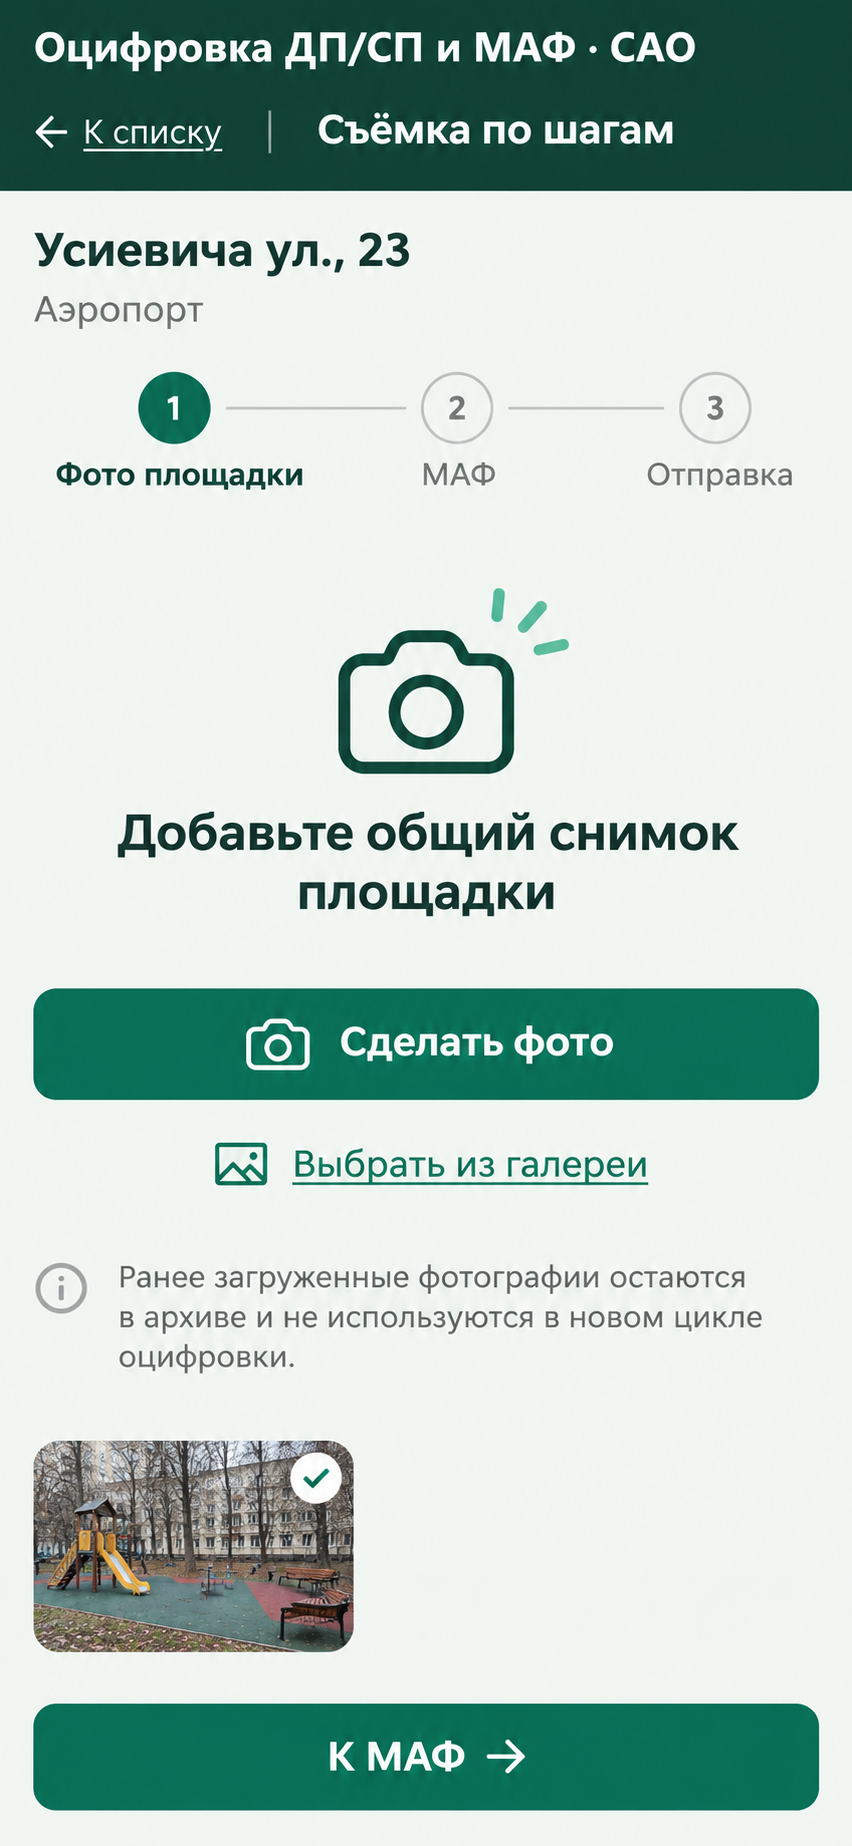 Оцифровка ДП/СП и МАФ · САО
← К списку | Съёмка по шагам
Усиевича ул., 23
Аэропорт
1 2 3
Фото площадки МАФ Отправка
Добавьте общий снимок
площадки
Сделать фото
Выбрать из галереи
Ранее загруженные фотографии остаются
в архиве и не используются в новом цикле
оцифровки.
К МАФ →